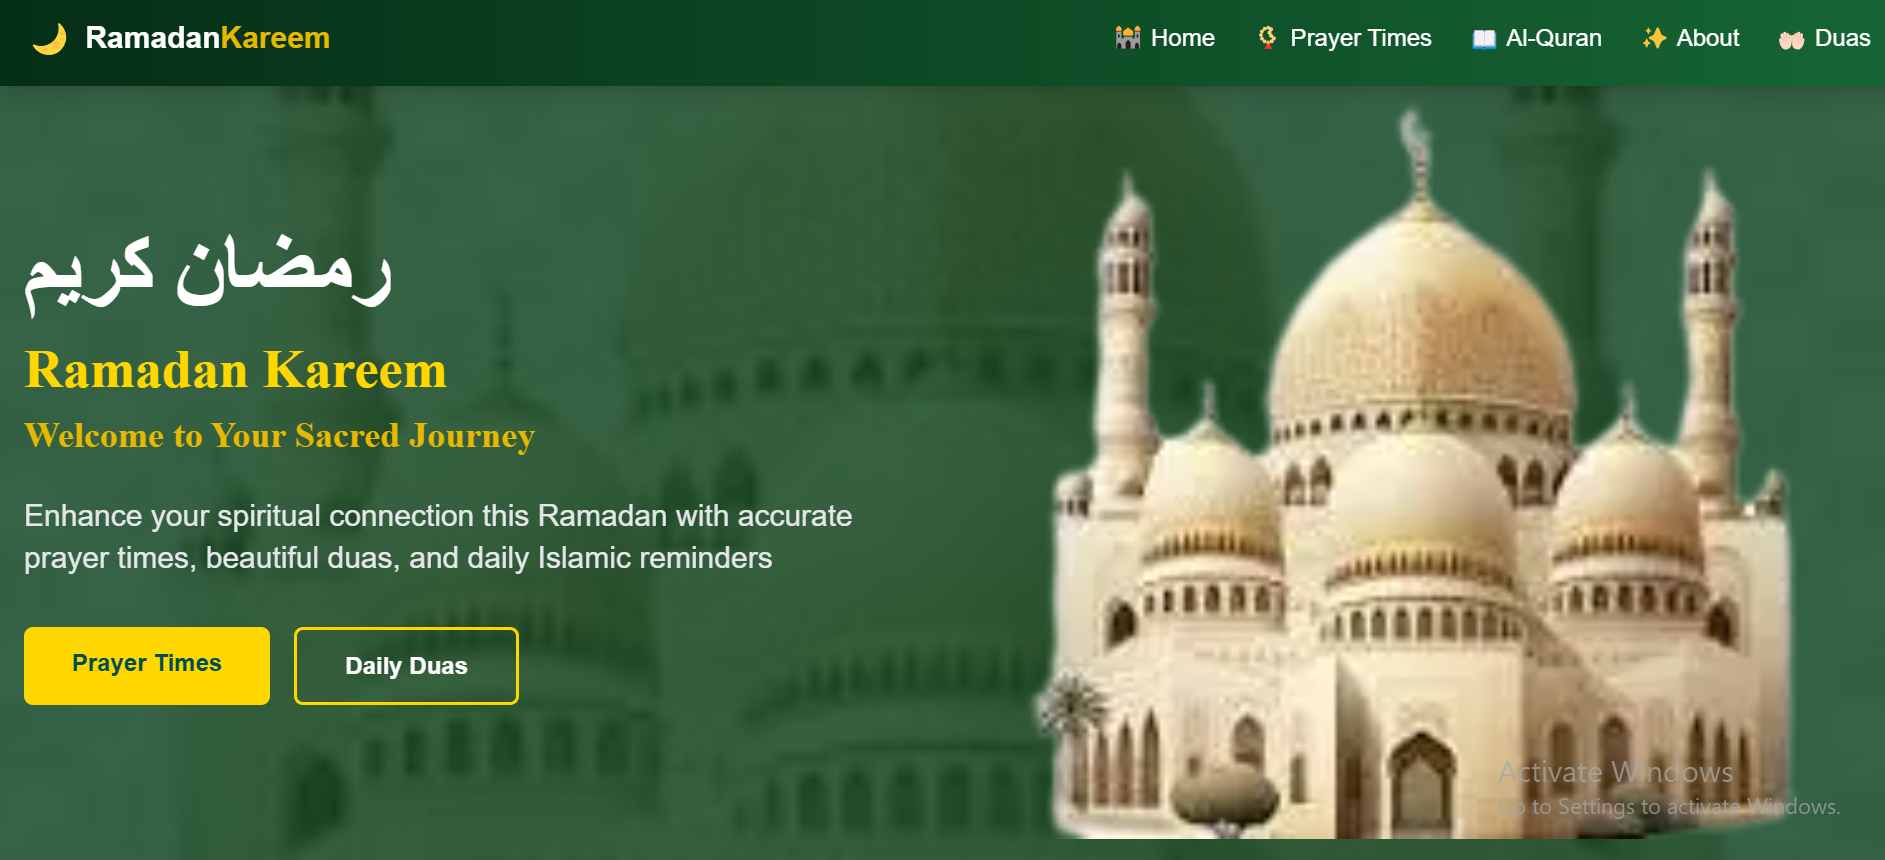 RamadanKareem
Home
Prayer Times
Al-Quran
About
Duas
رمضان كريم
Ramadan Kareem
Welcome to Your Sacred Journey
Enhance your spiritual connection this Ramadan with accurate
prayer times, beautiful duas, and daily Islamic reminders
Prayer Times
Daily Duas
Activate Windows
Go to Settings to activate Windows.